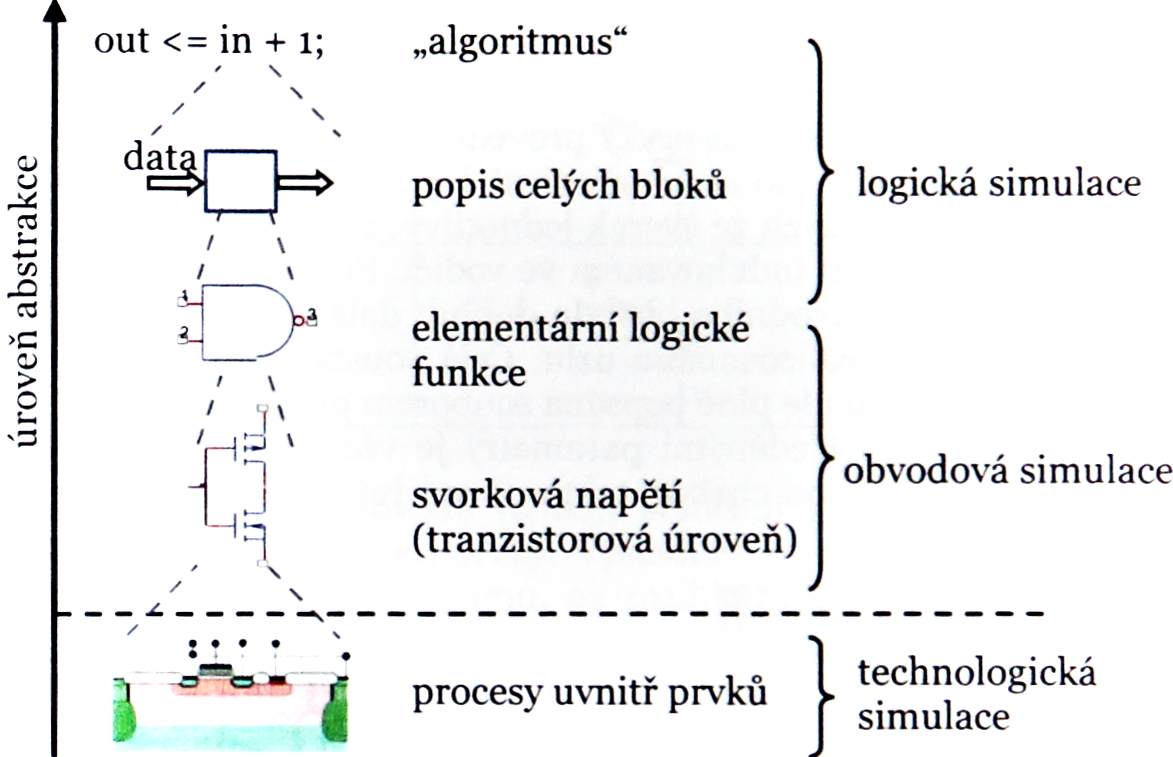 out <= in + 1;
„algoritmus“
data
popis celých bloků
logická simulace
1
2
3
elementární logické
funkce
svorková napětí
(tranzistorová úroveň)
obvodová simulace
procesy uvnitř prvků
technologická
simulace
úroveň abstrakce